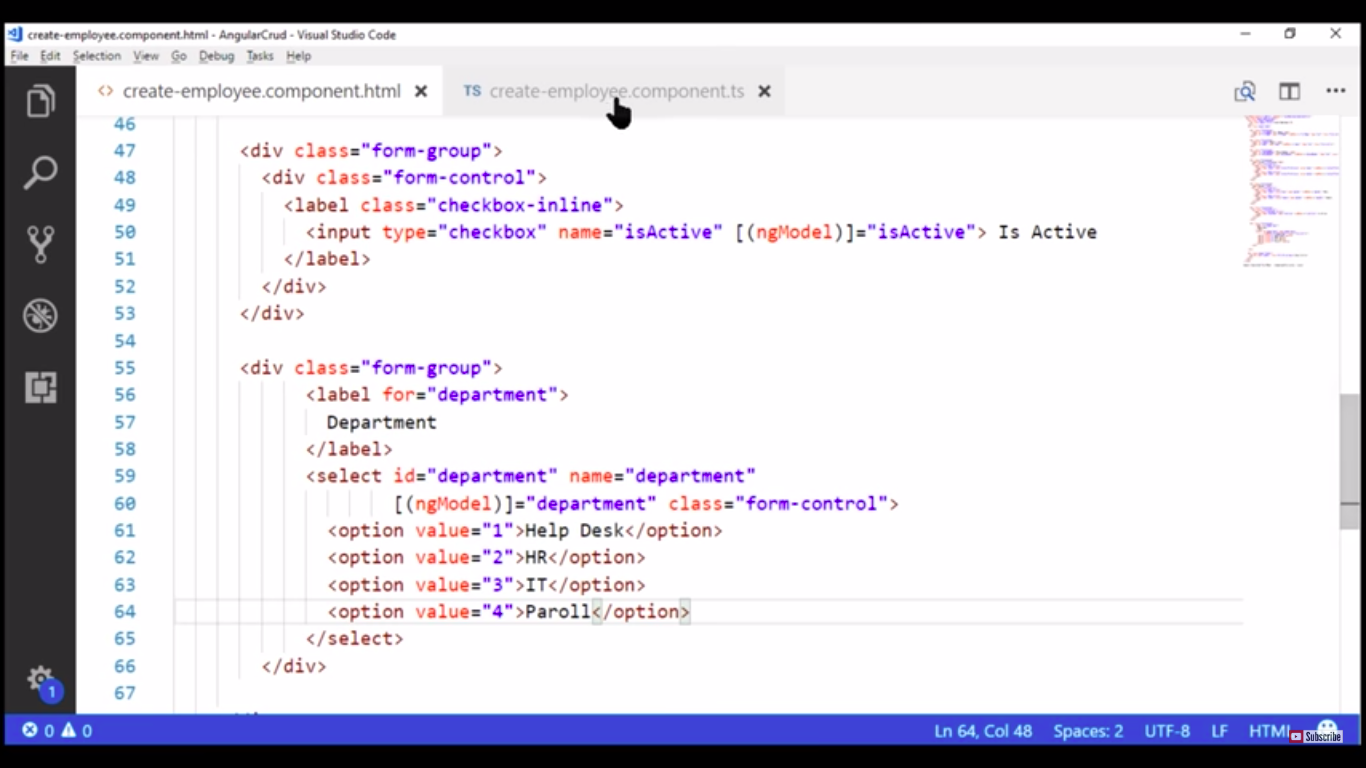 create-employee.component.html - AngularCrud - Visual Studio Code
File Edit Selection View Go Debug Tasks Help
create-employee.component.html TS create-employee.component.ts
46
47 <div class="form-group">
48 <div class="form-control">
49 <label class="checkbox-inline">
50 <input type="checkbox" name="isActive" [(ngModel)]="isActive"> Is Active
51 </label>
52 </div>
53 </div>
54
55 <div class="form-group">
56 <label for="department">
57 Department
58 </label>
59 <select id="department" name="department"
60 [(ngModel)]="department" class="form-control">
61 <option value="1">Help Desk</option>
62 <option value="2">HR</option>
63 <option value="3">IT</option>
64 <option value="4">Paroll</option>
65 </select>
66 </div>
67
1
0 0 Ln 64, Col 48 Spaces: 2 UTF-8 LF HTML Subscribe